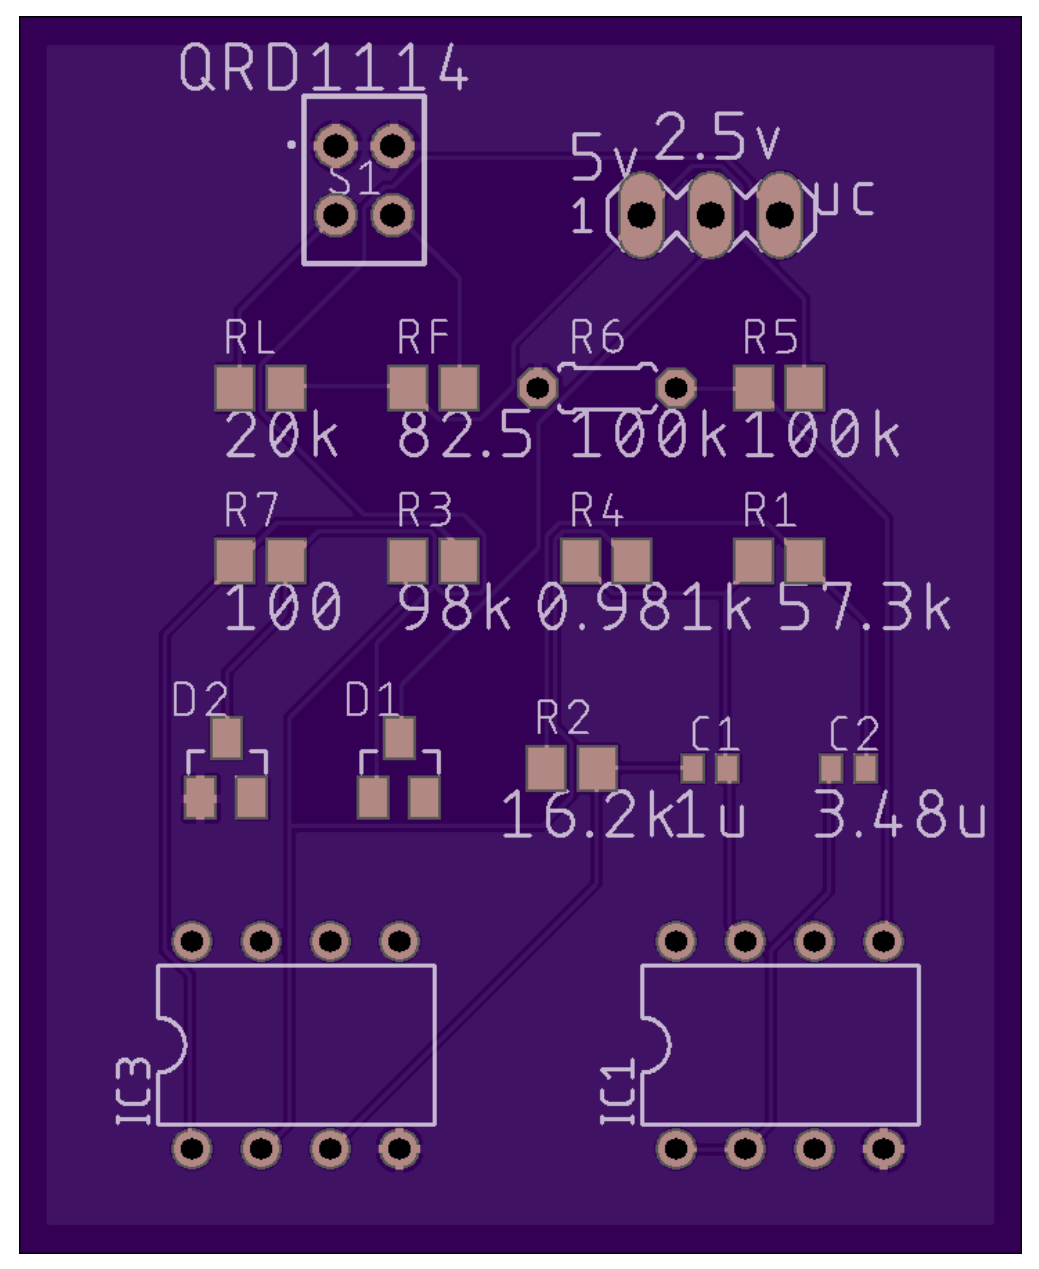 QRD1114
5v 2.5v
S1
1 µc
RL RF R6 R5
20k 82.5 100k 100k
R7 R3 R4 R1
100 98k 0.981k 57.3k
D2 D1 R2 C1 C2
16.2k 1u 3.48u
IC3 IC1